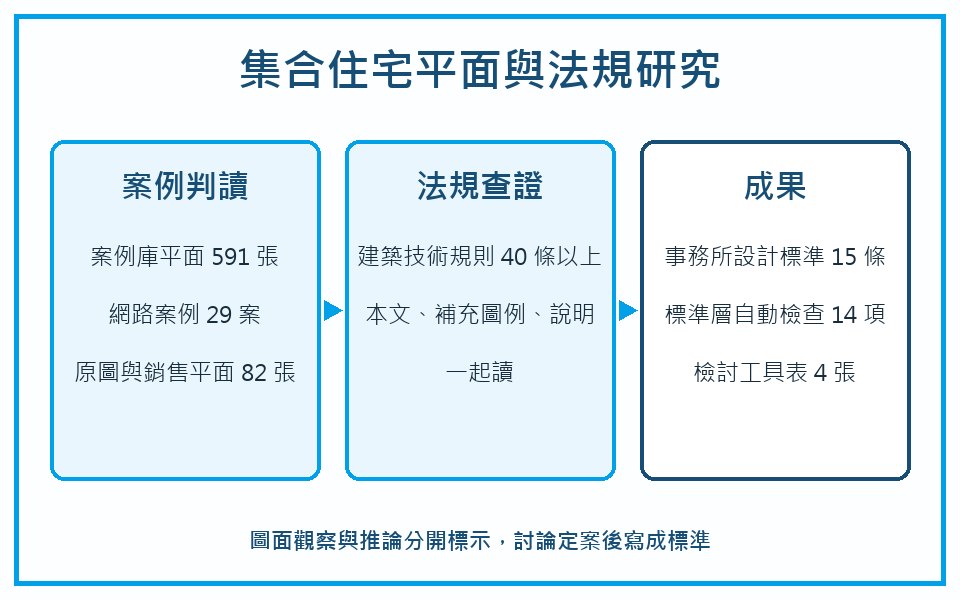 集合住宅平面與法規研究
案例判讀
案例庫平面 591 張
網路案例 29 案
原圖與銷售平面 82 張
法規查證
建築技術規則 40 條以上
本文、補充圖例、說明
一起讀
成果
事務所設計標準 15 條
標準層自動檢查 14 項
檢討工具表 4 張
圖面觀察與推論分開標示，討論定案後寫成標準